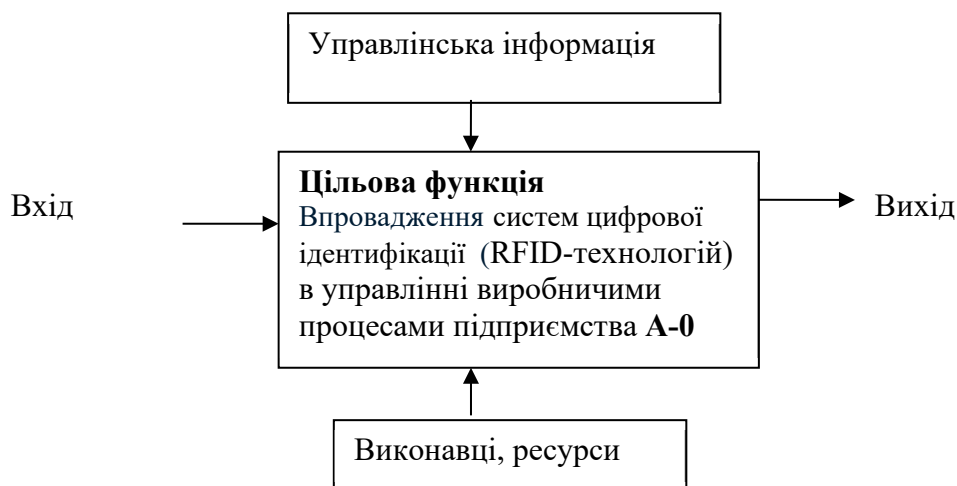 Управлінська інформація
Цільова функція
Вхід
Впровадження систем цифрової
Вихід
ідентифікації (RFID-технологій)
в управлінні виробничими
процесами підприємства А-0
Виконавці, ресурси